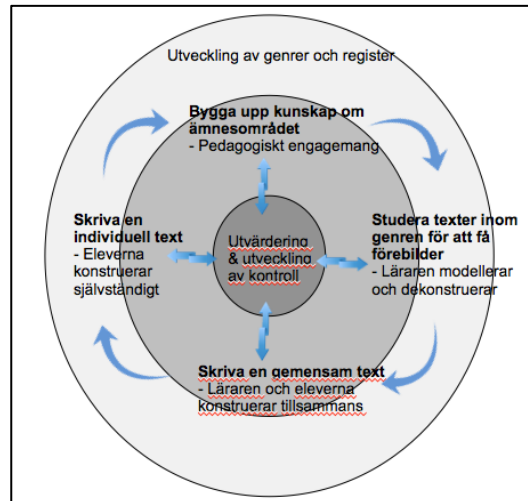 Utveckling av genrer och register
Bygga upp kunskap om
ämnesområdet
- Pedagogiskt engagemang
Studera texter inom
genren för att få
förebilder
- Läraren modellerar
och dekonstruerar
Skriva en gemensam text
- Läraren och eleverna
konstruerar tillsammans
Skriva en
individuell text
- Eleverna
konstruerar
självständigt
Utvärdering
& utveckling
av kontroll